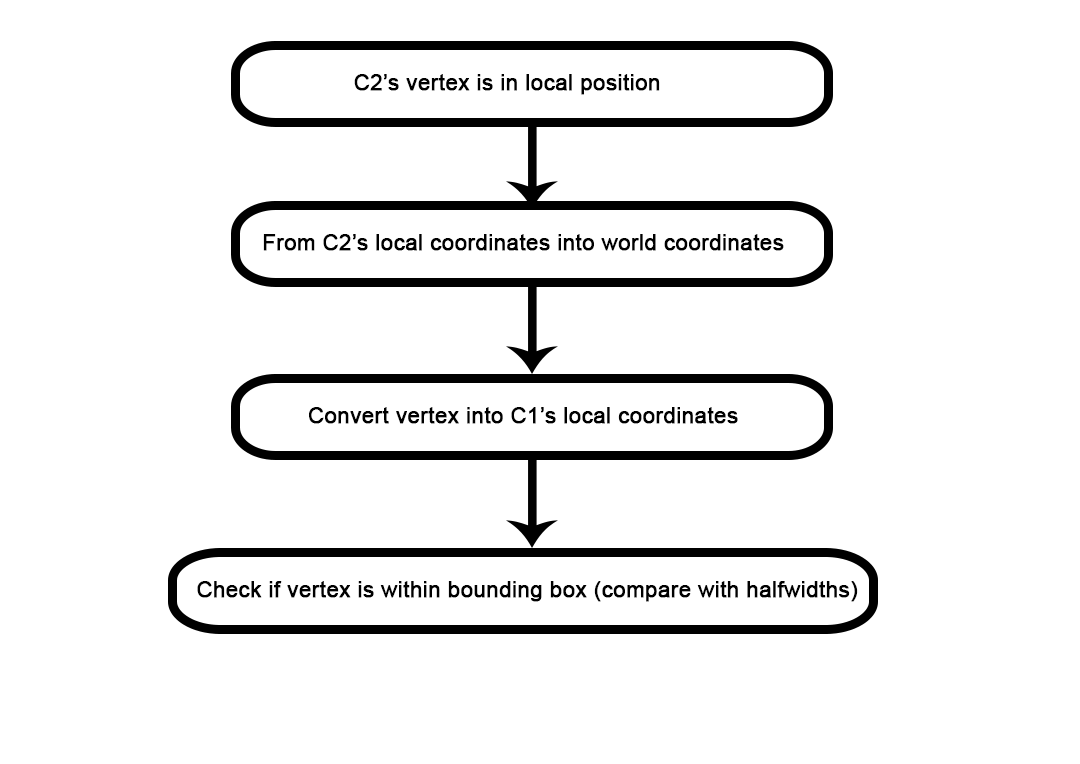 C2’s vertex is in local position
From C2’s local coordinates into world coordinates
Convert vertex into C1’s local coordinates
Check if vertex is within bounding box (compare with halfwidths)